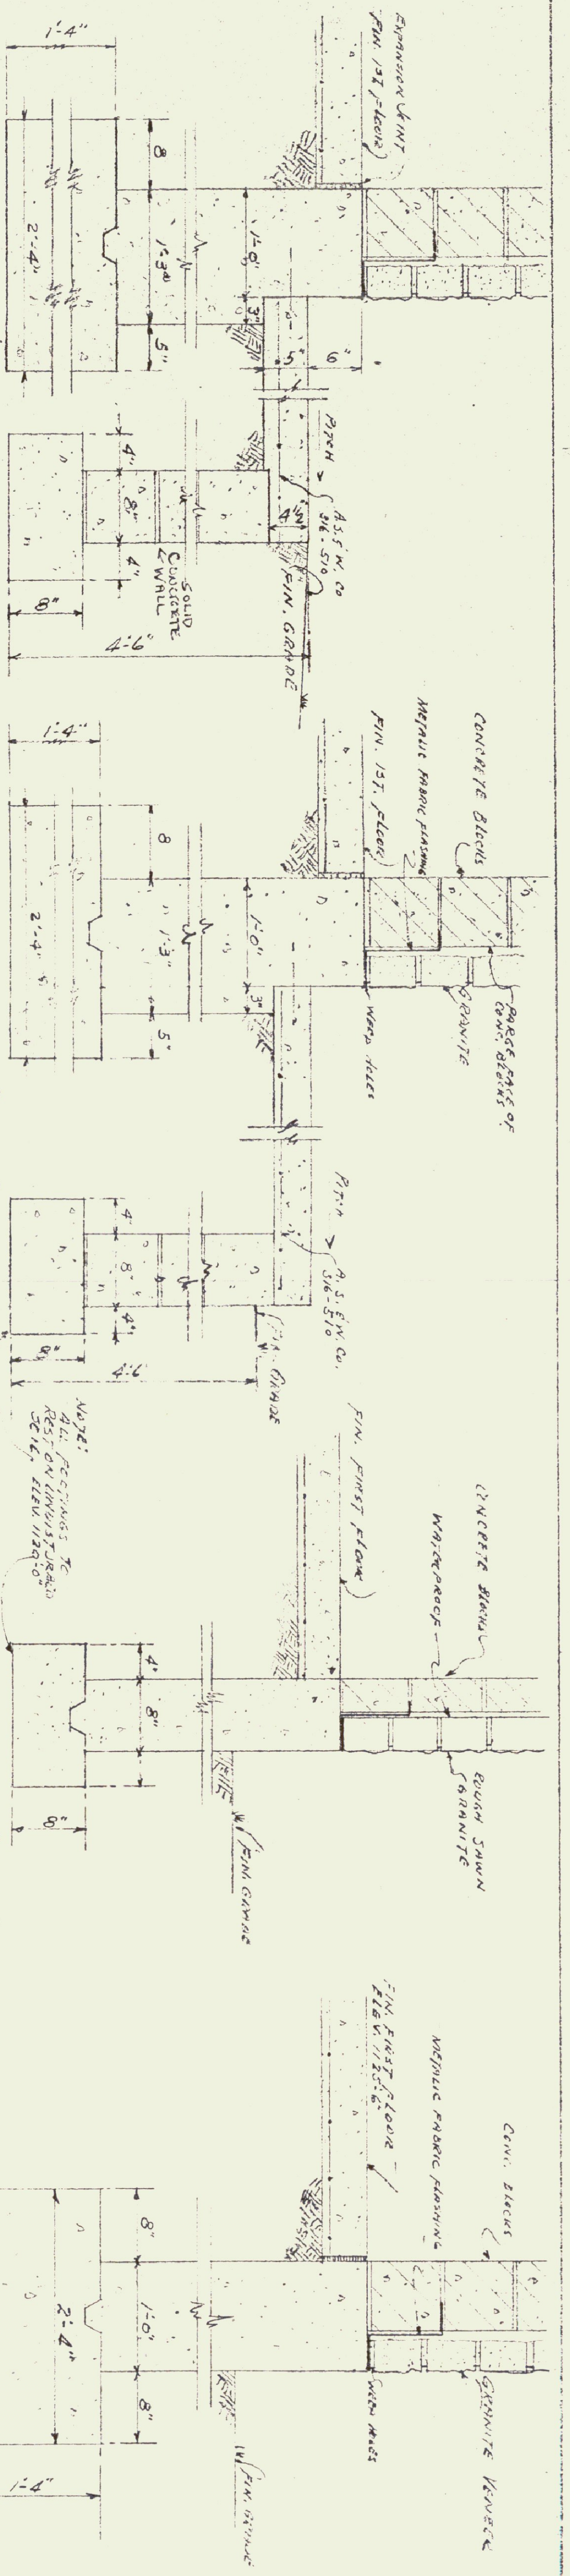 EXPANSION JOINT
FIN. 1ST. FLOOR
1'-4"
8
1'-3"
5"
2'-4"
1'-0"
3"
5"
6"
PITCH
A.S.&W. CO
316-510
4"
4"
8"
4"
SOLID
CONCRETE
WALL
8"
4'-6"
FIN. GRADE
CONCRETE BLOCKS
METALIC FABRIC FLASHING
FIN. 1ST. FLOOR
PARGE FACE OF
CONC. BLOCKS
GRANITE
WEEP HOLES
1'-4"
8
1'-3"
5"
2'-4"
1'-0"
3"
PITCH
A.S.&W. CO.
316-510
4"
8"
4"
8"
4'-6"
FIN. GRADE
NOTE:
ALL FOOTINGS TO
REST ON UNDISTURBED
SOIL, ELEV. 1120'-0"
CONCRETE BLOCKS
WATERPROOF
FIN. FIRST FLOOR
ROUGH SAWN
GRANITE
4"
8"
8"
FIN. GRADE
CONC. BLOCKS
METALIC FABRIC FLASHING
FIN. FIRST FLOOR
ELEV. 1125'-6"
GRANITE VENEER
WEEP HOLES
8"
1'-0"
8"
2'-4"
1'-4"
FIN. GRADE